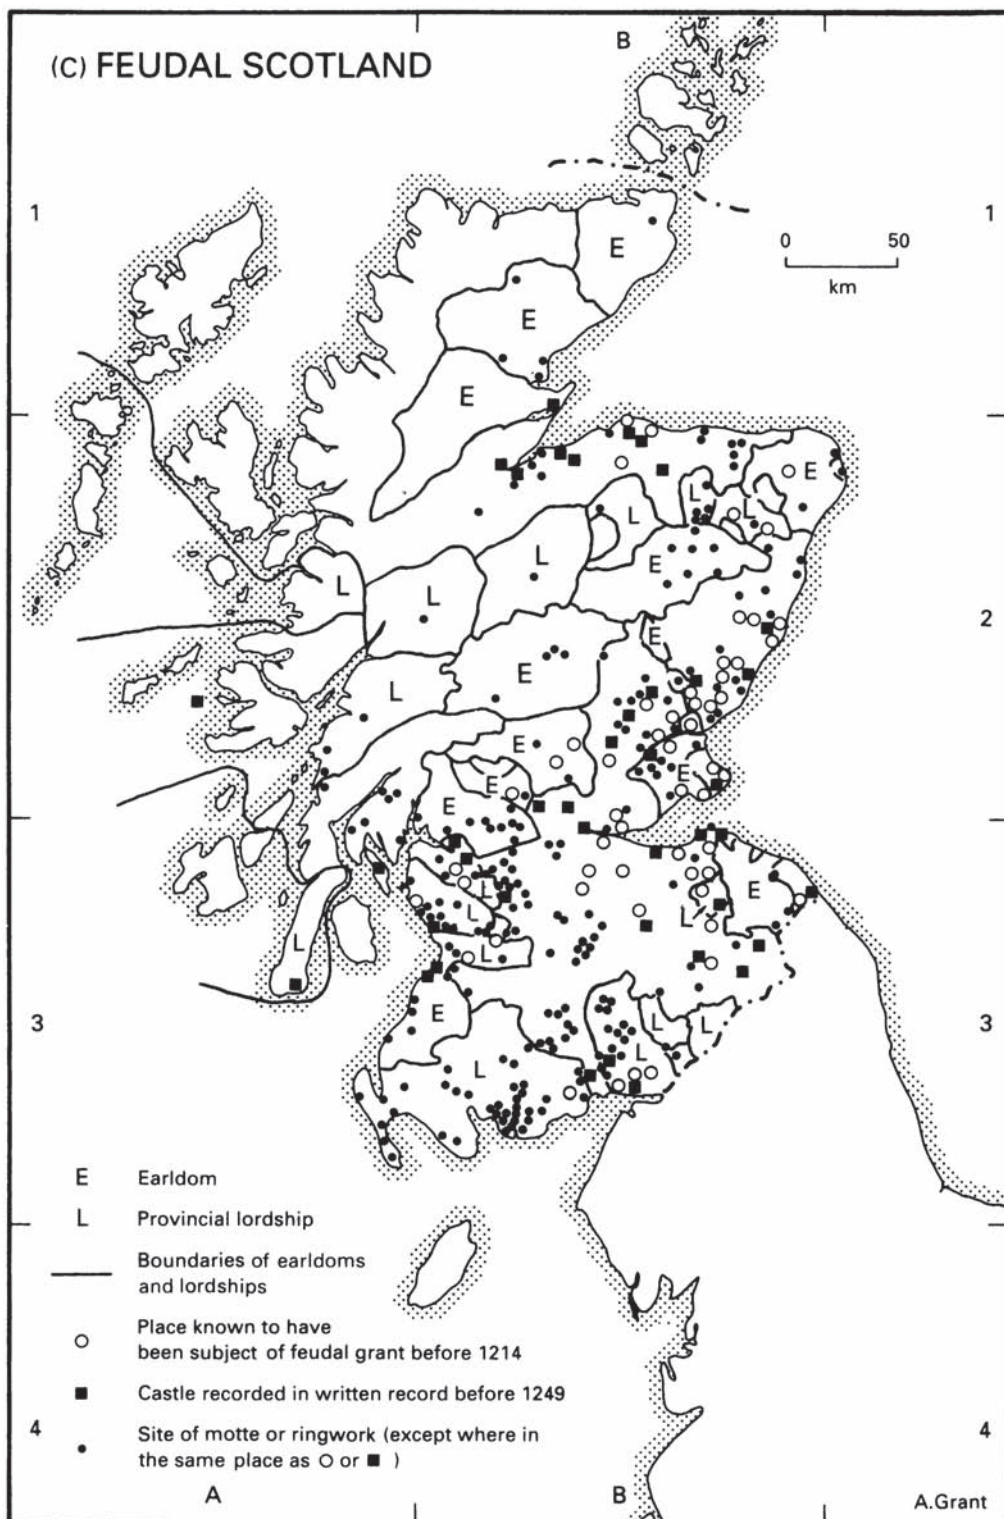 (C) FEUDAL SCOTLAND
B
1
1
0 50
km
E
E
E
E
L
L
L
L
L
E
2
E
E
L
E
E
E
E
L
L
E
L
L
L
3
E
L
L
L
L
3
E Earldom
L Provincial lordship
Boundaries of earldoms
and lordships
Place known to have
been subject of feudal grant before 1214
Castle recorded in written record before 1249
Site of motte or ringwork (except where in
the same place as ○ or ■ )
4
4
A
B
A.Grant